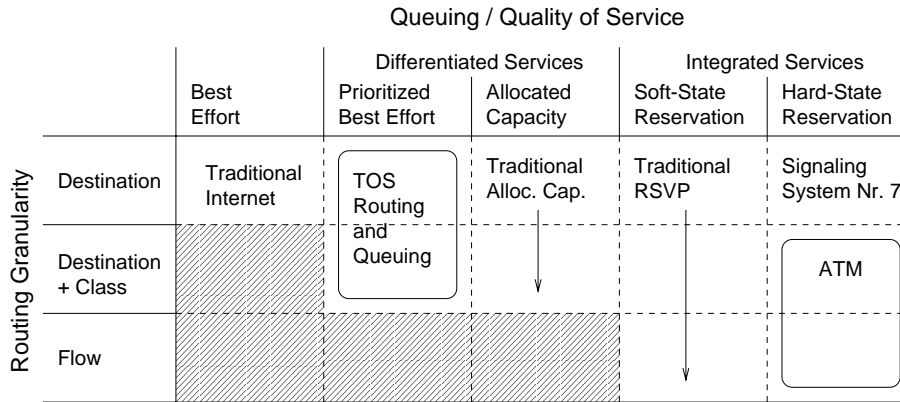 Queuing / Quality of Service
Differentiated Services
Integrated Services
Best
Effort
Prioritized
Best Effort
Allocated
Capacity
Soft-State
Reservation
Hard-State
Reservation
Routing Granularity
Destination
Traditional
Internet
TOS
Routing
and
Queuing
Traditional
Alloc. Cap.
Traditional
RSVP
Signaling
System Nr. 7
Destination
+ Class
ATM
Flow